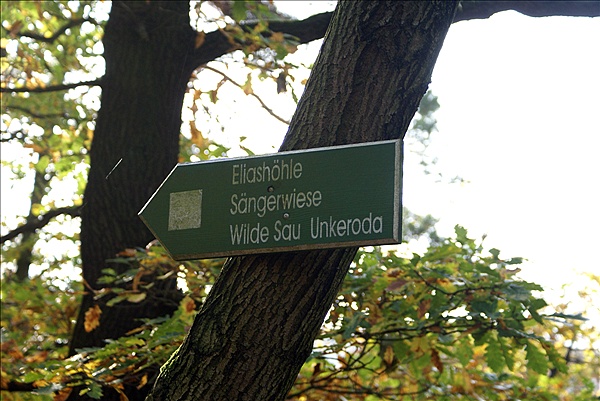 Eliashöhle
Sängerwiese
Wilde Sau Unkeroda